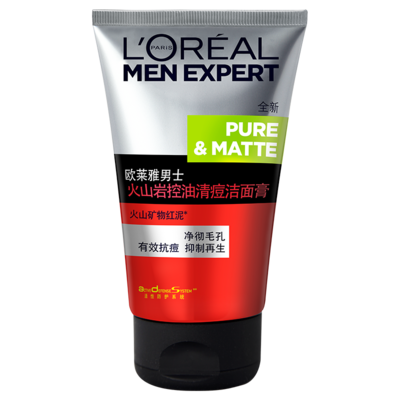 L'ORÉAL
PARIS
MEN EXPERT
全新
PURE
& MATTE
欧莱雅男士
火山岩控油清痘洁面膏
火山矿物红泥*
净彻毛孔
有效抗痘 抑制再生